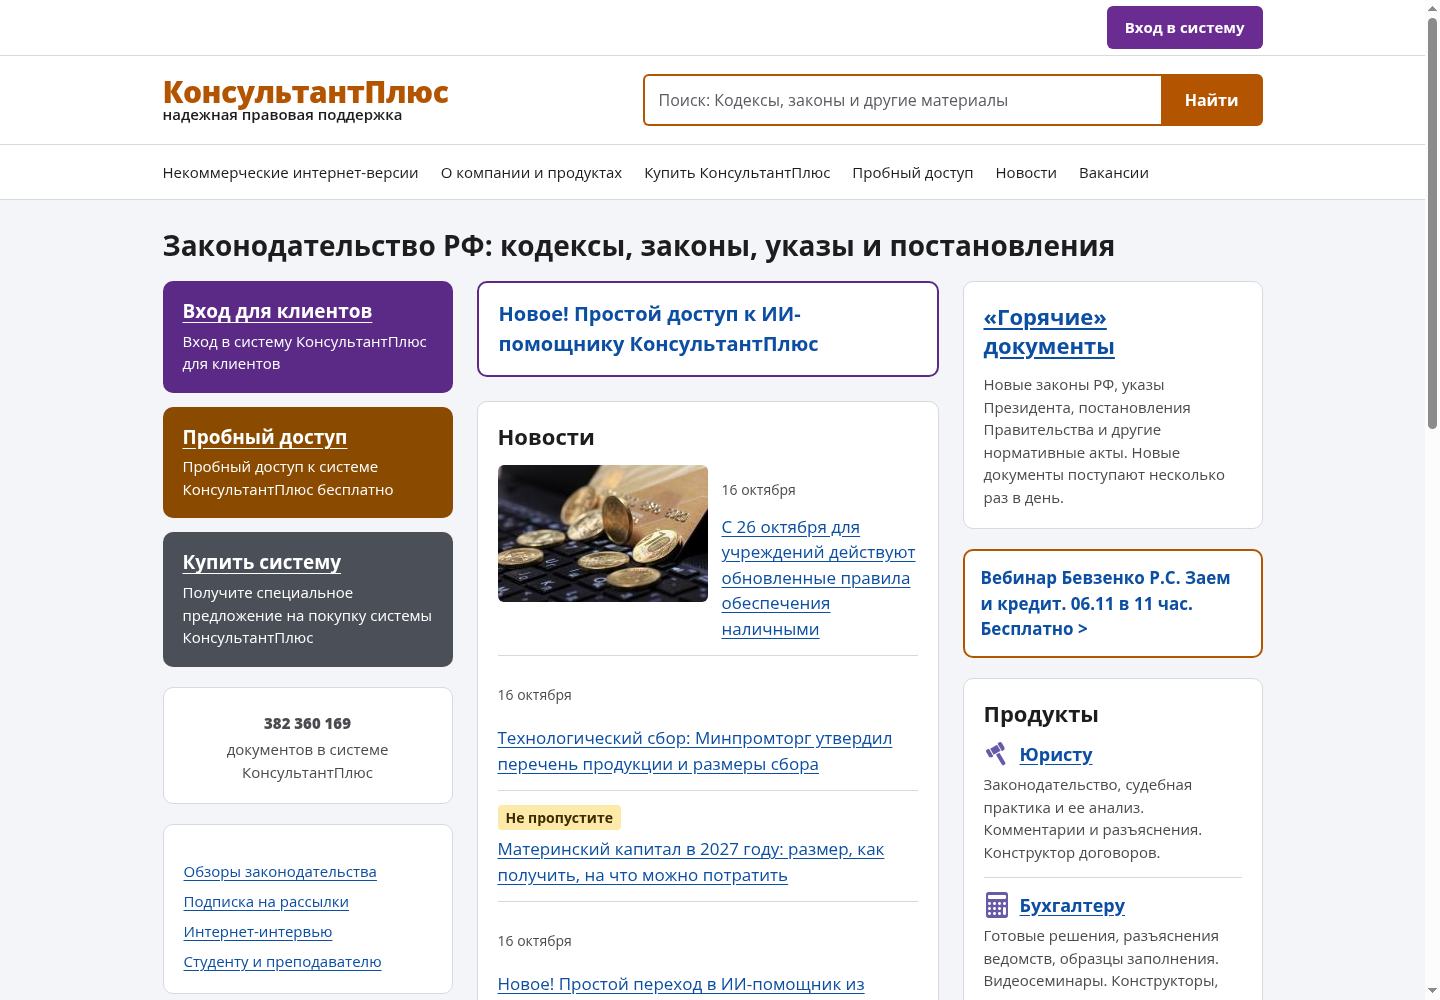 Вход в систему
КонсультантПлюс
надежная правовая поддержка
Поиск: Кодексы, законы и другие материалы
Найти
Некоммерческие интернет-версии
О компании и продуктах
Купить КонсультантПлюс
Пробный доступ
Новости
Вакансии
Законодательство РФ: кодексы, законы, указы и постановления
Вход для клиентов
Вход в систему КонсультантПлюс
для клиентов
Пробный доступ
Пробный доступ к системе
КонсультантПлюс бесплатно
Купить систему
Получите специальное
предложение на покупку системы
КонсультантПлюс
382 360 169
документов в системе
КонсультантПлюс
Обзоры законодательства
Подписка на рассылки
Интернет-интервью
Студенту и преподавателю
Новое! Простой доступ к ИИ-
помощнику КонсультантПлюс
Новости
16 октября
С 26 октября для
учреждений действуют
обновленные правила
обеспечения
наличными
16 октября
Технологический сбор: Минпромторг утвердил
перечень продукции и размеры сбора
Не пропустите
Материнский капитал в 2027 году: размер, как
получить, на что можно потратить
16 октября
Новое! Простой переход в ИИ-помощник из
«Горячие»
документы
Новые законы РФ, указы
Президента, постановления
Правительства и другие
нормативные акты. Новые
документы поступают несколько
раз в день.
Вебинар Бевзенко Р.С. Заем
и кредит. 06.11 в 11 час.
Бесплатно >
Продукты
Юристу
Законодательство, судебная
практика и ее анализ.
Комментарии и разъяснения.
Конструктор договоров.
Бухгалтеру
Готовые решения, разъяснения
ведомств, образцы заполнения.
Видеосеминары. Конструкторы,